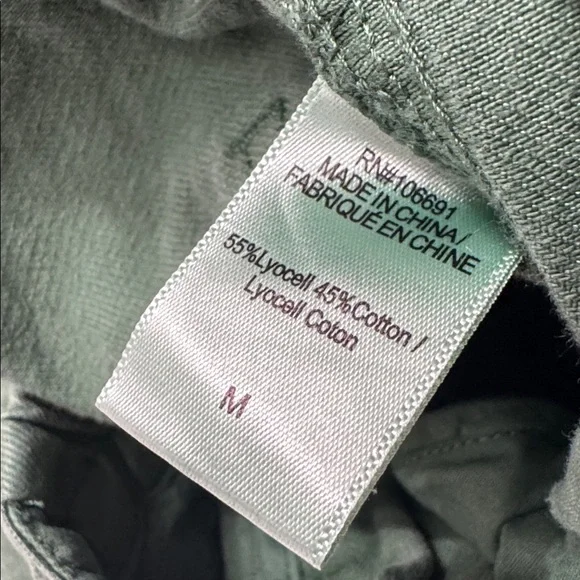 RN#106691
MADE IN CHINA/
FABRIQUÉ EN CHINE
55%Lyocell 45%Cotton /
Lyocell Coton
M